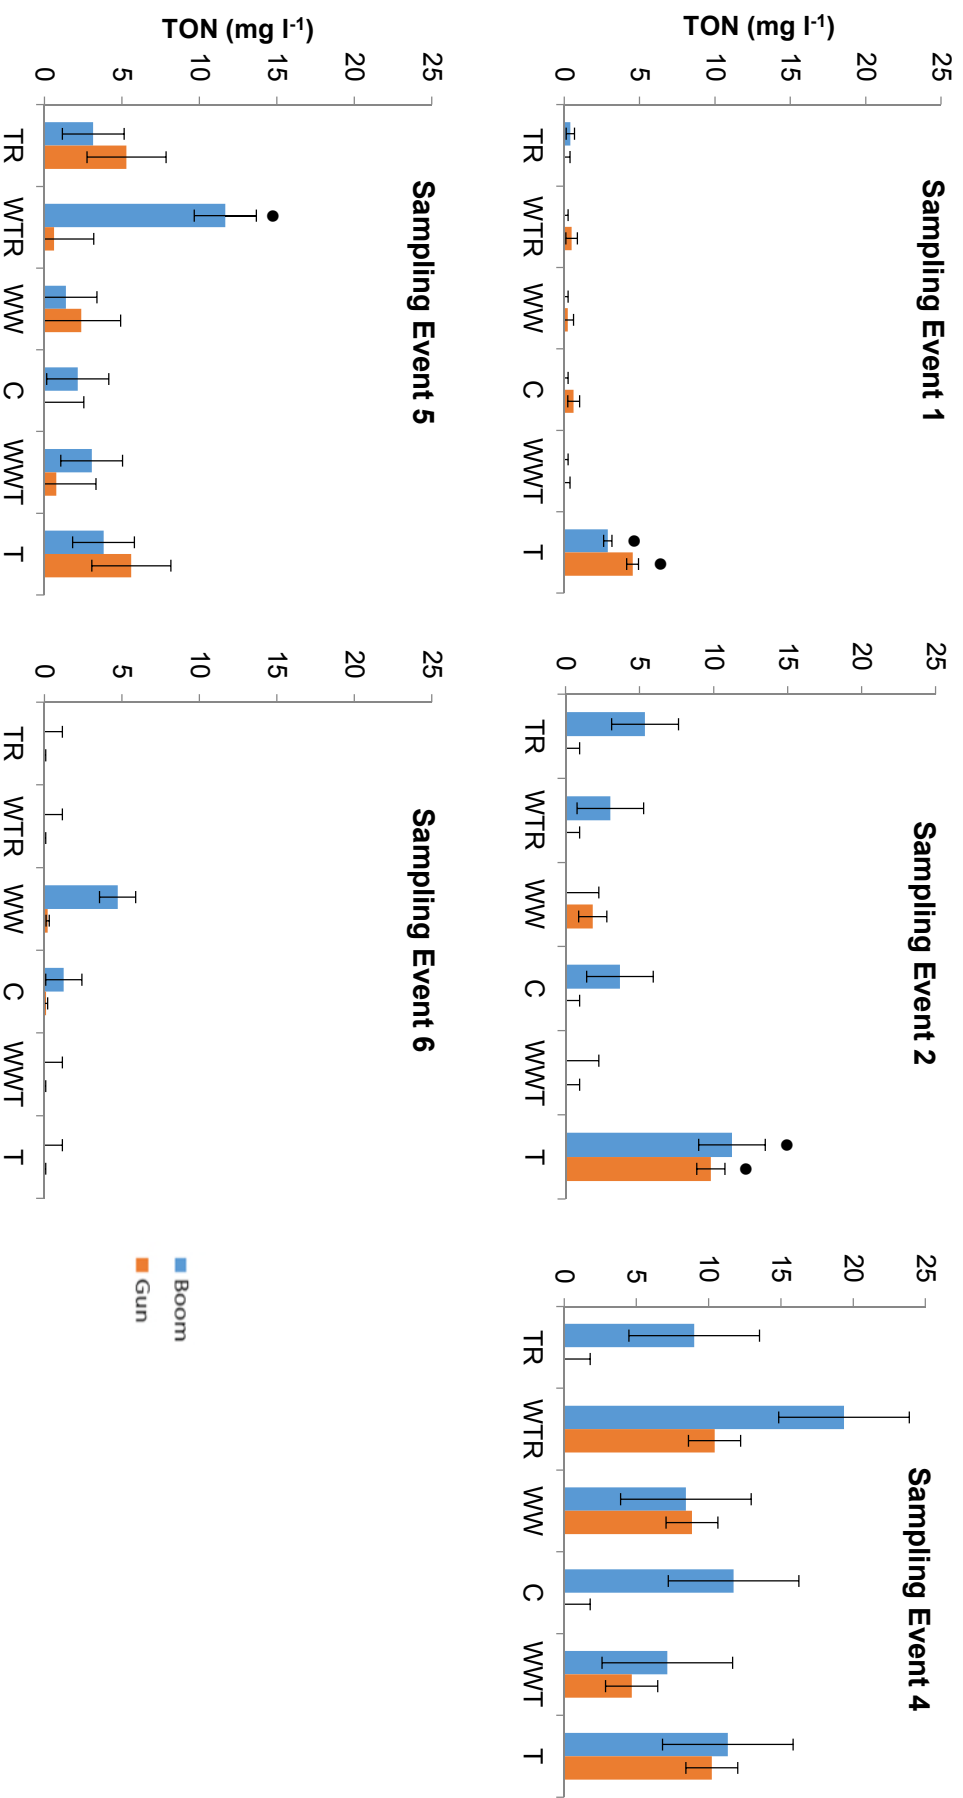 Sampling Event 1
TON (mg l-1)
25
20
15
10
5
0
TR WTR WW C WWT T
Sampling Event 2
25
20
15
10
5
0
TR WTR WW C WWT T
Sampling Event 4
25
20
15
10
5
0
TR WTR WW C WWT T
Sampling Event 5
TON (mg l-1)
25
20
15
10
5
0
TR WTR WW C WWT T
Sampling Event 6
25
20
15
10
5
0
TR WTR WW C WWT T
Boom
Gun